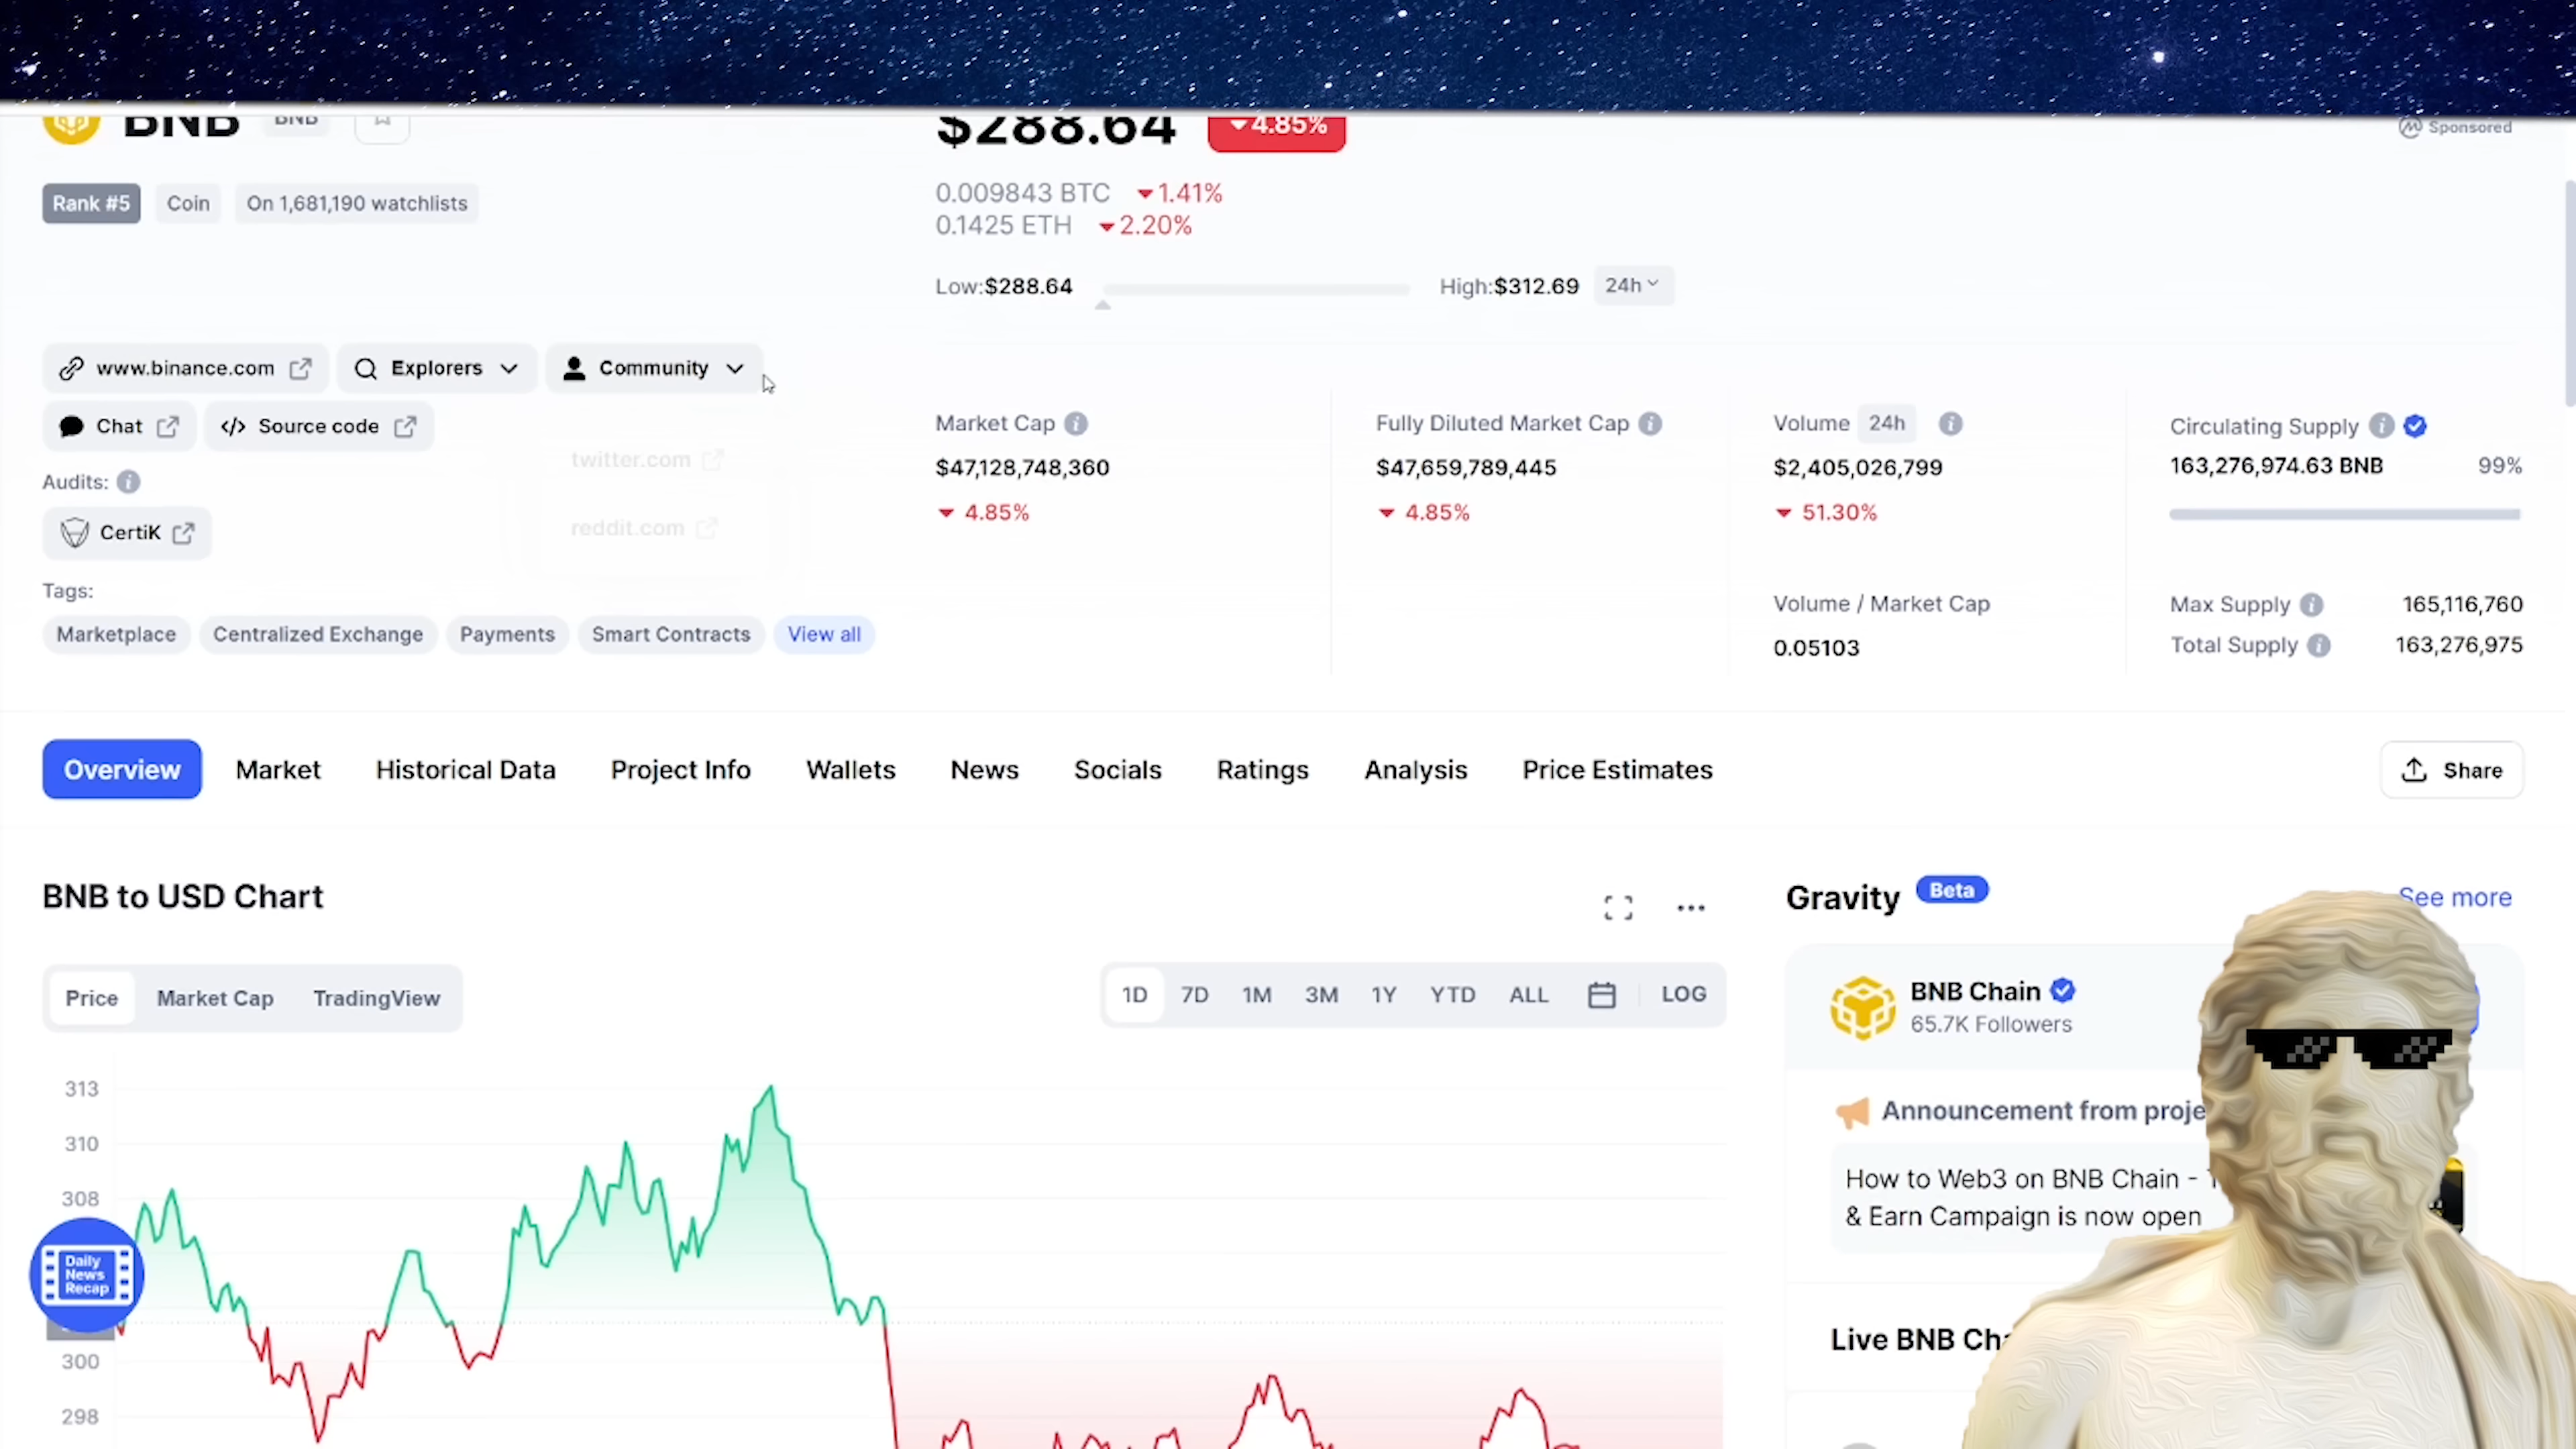 BNB BNB
$288.64 4.85%
Sponsored
Rank #5 Coin On 1,681,190 watchlists
0.009843 BTC 1.41%
0.1425 ETH 2.20%
Low:$288.64 High:$312.69 24h
www.binance.com Explorers Community
Chat Source code
twitter.com
reddit.com
Audits:
CertiK
Tags:
Marketplace Centralized Exchange Payments Smart Contracts View all
Market Cap
$47,128,748,360
4.85%
Fully Diluted Market Cap
$47,659,789,445
4.85%
Volume 24h
$2,405,026,799
51.30%
Volume / Market Cap
0.05103
Circulating Supply
163,276,974.63 BNB 99%
Max Supply 165,116,760
Total Supply 163,276,975
Overview Market Historical Data Project Info Wallets News Socials Ratings Analysis Price Estimates Share
BNB to USD Chart
Price Market Cap TradingView
1D 7D 1M 3M 1Y YTD ALL LOG
313
310
308
300
298
Daily
News
Recap
Gravity Beta See more
BNB Chain
65.7K Followers
Announcement from proje
How to Web3 on BNB Chain -
& Earn Campaign is now open
Live BNB Cha